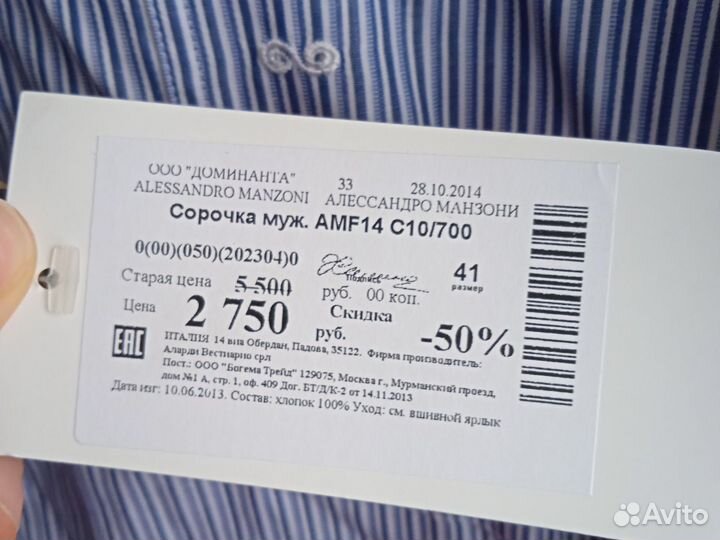 ООО "ДОМИНАНТА" 33 28.10.2014
ALESSANDRO MANZONI АЛЕССАНДРО МАНЗОНИ
Сорочка муж. AMF14 C10/700
0(00)(050)(202304)0 Подпись 41 размер
Старая цена 5 500 руб. 00 коп.
Цена 2 750 руб. Скидка -50%
EAC
ИТАЛИЯ 14 виа Обердан, Падова, 35122. Фирма производитель:
Аларди Вестиарио срл
Пост.: ООО "Богема Трейд" 129075, Москва г., Мурманский проезд,
дом №1 А, стр. 1, оф. 409 Дог. БТ/Д/К-2 от 14.11.2013
Дата изг: 10.06.2013. Состав: хлопок 100% Уход: см. вшивной ярлык
Avito